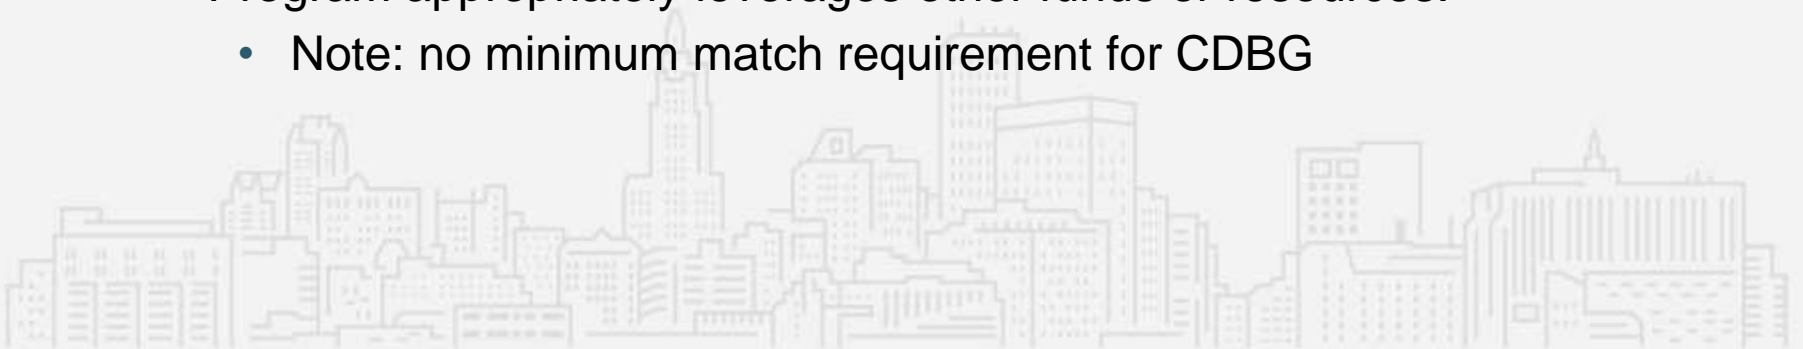 Program appropriately leverages other funds or resources.
• Note: no minimum match requirement for CDBG